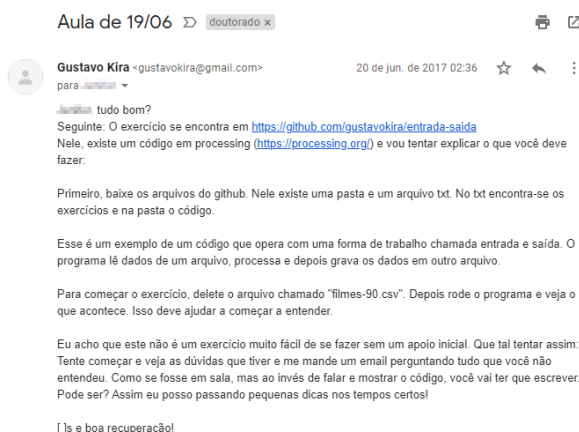 Aula de 19/06 doutorado x
Gustavo Kira <gustavokira@gmail.com> 20 de jun. de 2017 02:36
para
tudo bom?
Seguinte: O exercício se encontra em https://github.com/gustavokira/entrada-saida
Nele, existe um código em processing (https://processing.org/) e vou tentar explicar o que você deve
fazer:
Primeiro, baixe os arquivos do github. Nele existe uma pasta e um arquivo txt. No txt encontra-se os
exercícios e na pasta o código.
Esse é um exemplo de um código que opera com uma forma de trabalho chamada entrada e saída. O
programa lê dados de um arquivo, processa e depois grava os dados em outro arquivo.
Para começar o exercício, delete o arquivo chamado "filmes-90.csv". Depois rode o programa e veja o
que acontece. Isso deve ajudar a começar a entender.
Eu acho que este não é um exercício muito fácil de se fazer sem um apoio inicial. Que tal tentar assim:
Tente começar e veja as dúvidas que tiver e me mande um email perguntando tudo que você não
entendeu. Como se fosse em sala, mas ao invés de falar e mostrar o código, você vai ter que escrever.
Pode ser? Assim eu posso passando pequenas dicas nos tempos certos!
[ ]s e boa recuperação!